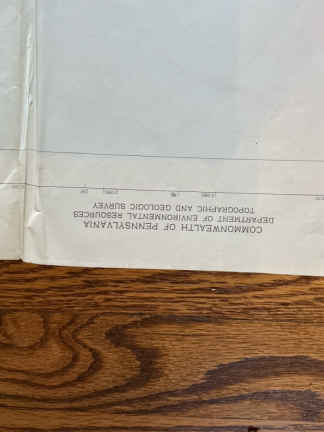 COMMONWEALTH OF PENNSYLVANIA
DEPARTMENT OF ENVIRONMENTAL RESOURCES
TOPOGRAPHIC AND GEOLOGIC SURVEY